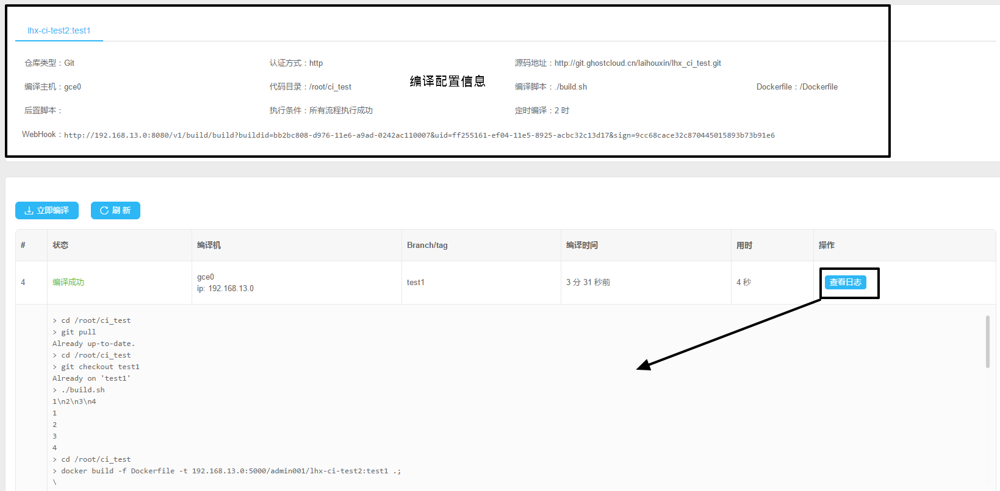 lhx-ci-test2:test1
仓库类型：Git 认证方式：http 源码地址：http://git.ghostcloud.cn/laihouxin/lhx_ci_test.git
编译主机：gce0 代码目录：/root/ci_test 编译脚本：./build.sh Dockerfile：/Dockerfile
编译配置信息
后置脚本： 执行条件：所有流程执行成功 定时编译：2 时
WebHook：http://192.168.13.0:8080/v1/build/build?buildid=bb2bc808-d976-11e6-a9ad-0242ac110007&uid=ff255161-ef04-11e5-8925-acbc32c13d17&sign=9cc68cace32c870445015893b73b91e6
立即编译 刷 新
# 状态 编译机 Branch/tag 编译时间 用时 操作
4 编译成功 gce0 ip: 192.168.13.0 test1 3 分 31 秒前 4 秒 查看日志
> cd /root/ci_test
> git pull
Already up-to-date.
> cd /root/ci_test
> git checkout test1
Already on 'test1'
> ./build.sh
1\n2\n3\n4
1
2
3
4
> cd /root/ci_test
> docker build -f Dockerfile -t 192.168.13.0:5000/admin001/lhx-ci-test2:test1 .;
\